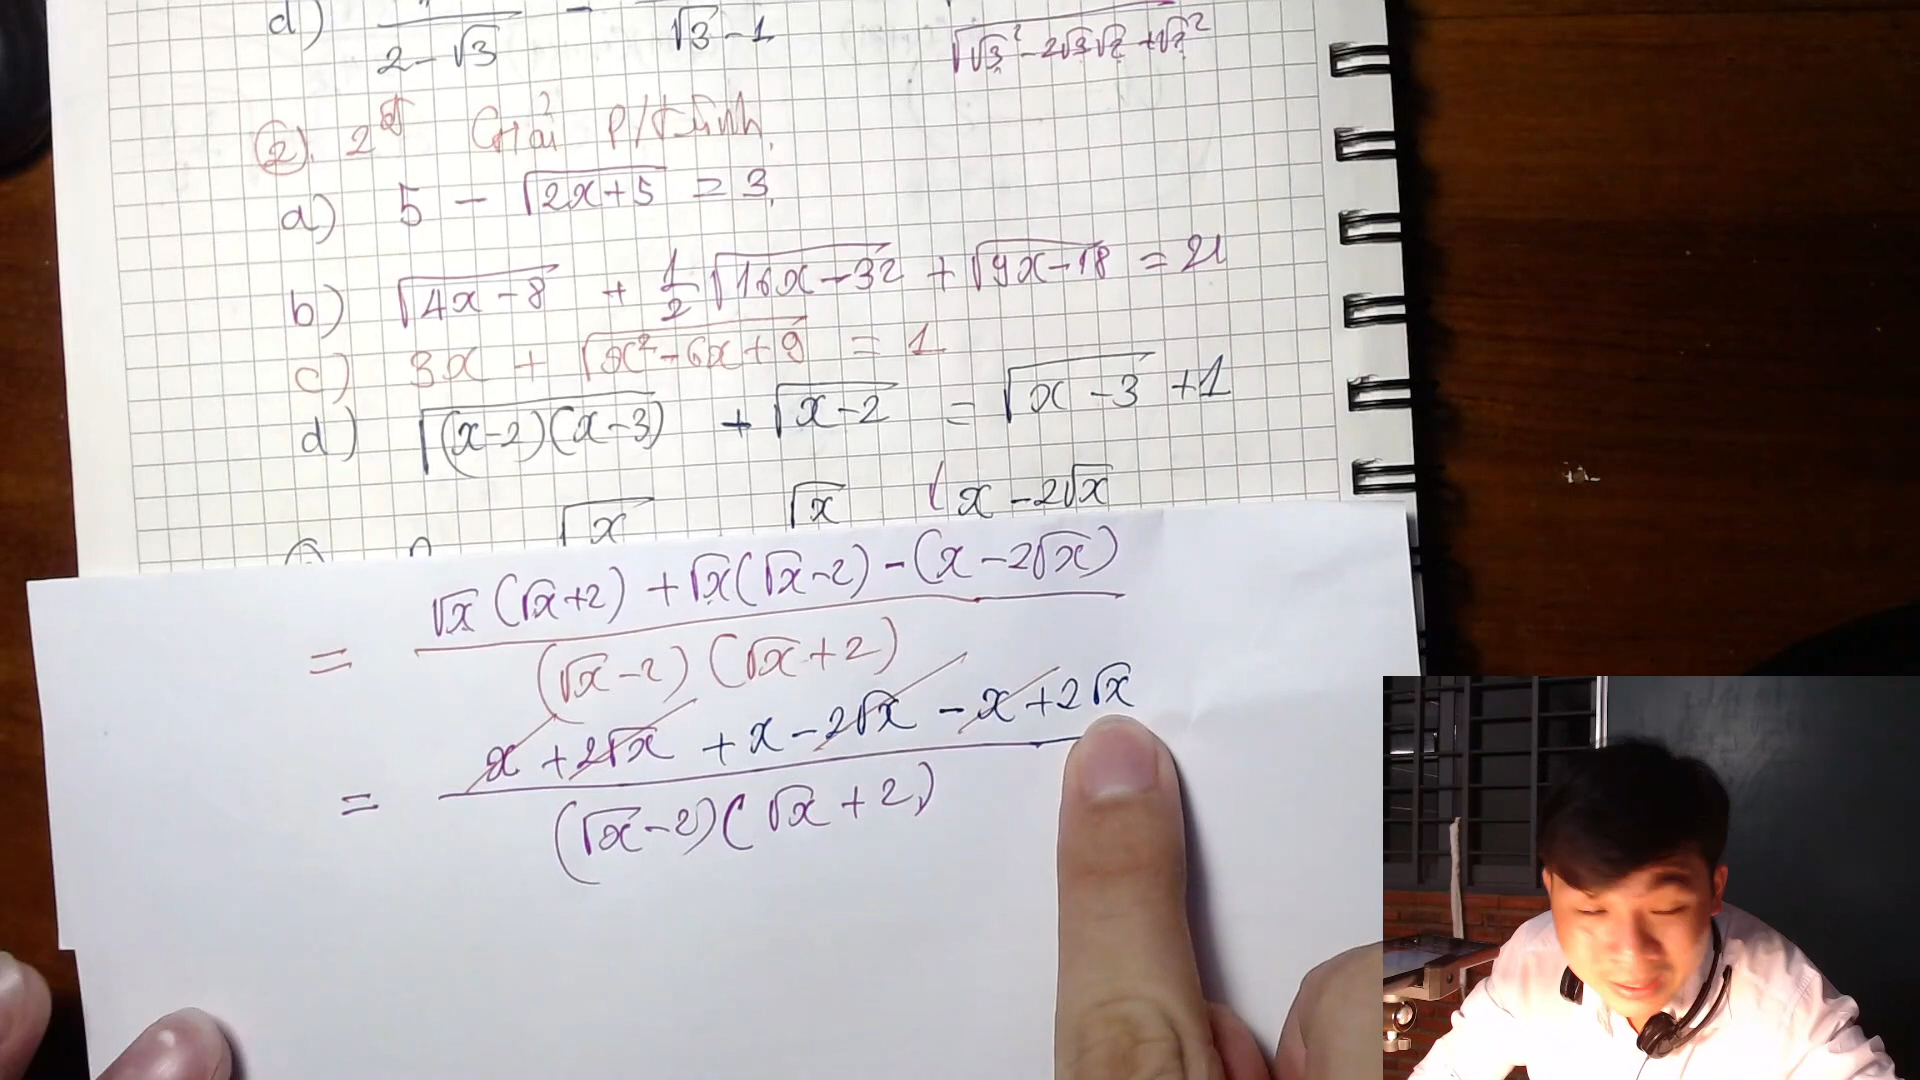 d) 2-√3 - √3-1 √√3²-2√3√2+√2²
②. 2đ Giải P/trình
a) 5 - √2x+5 = 3.
b) √4x-8 + 1/2 √16x-32 + √9x-18 = 21
c) 3x + √x²-6x+9 = 1
d) √(x-2)(x-3) + √x-2 = √x-3 +1
√x √x (x-2√x
= √x(√x+2) + √x(√x-2) - (x-2√x)
(√x-2)(√x+2)
= x+2√x + x-2√x - x+2√x
(√x-2)(√x+2)